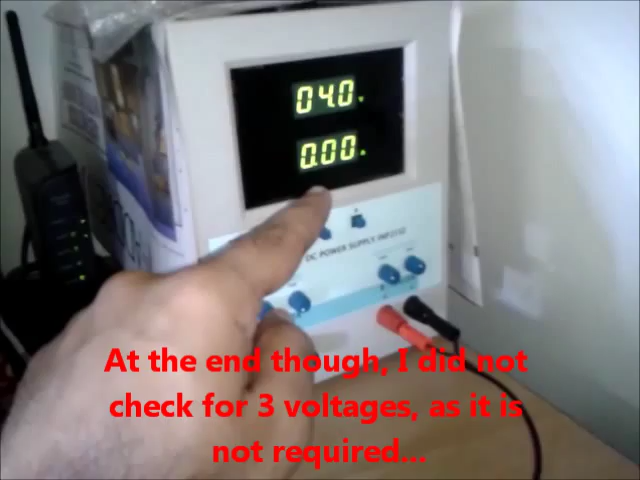 04.0 V
0.00 A
DC POWER SUPPLY
At the end though, I did not
check for 3 voltages, as it is
not required...